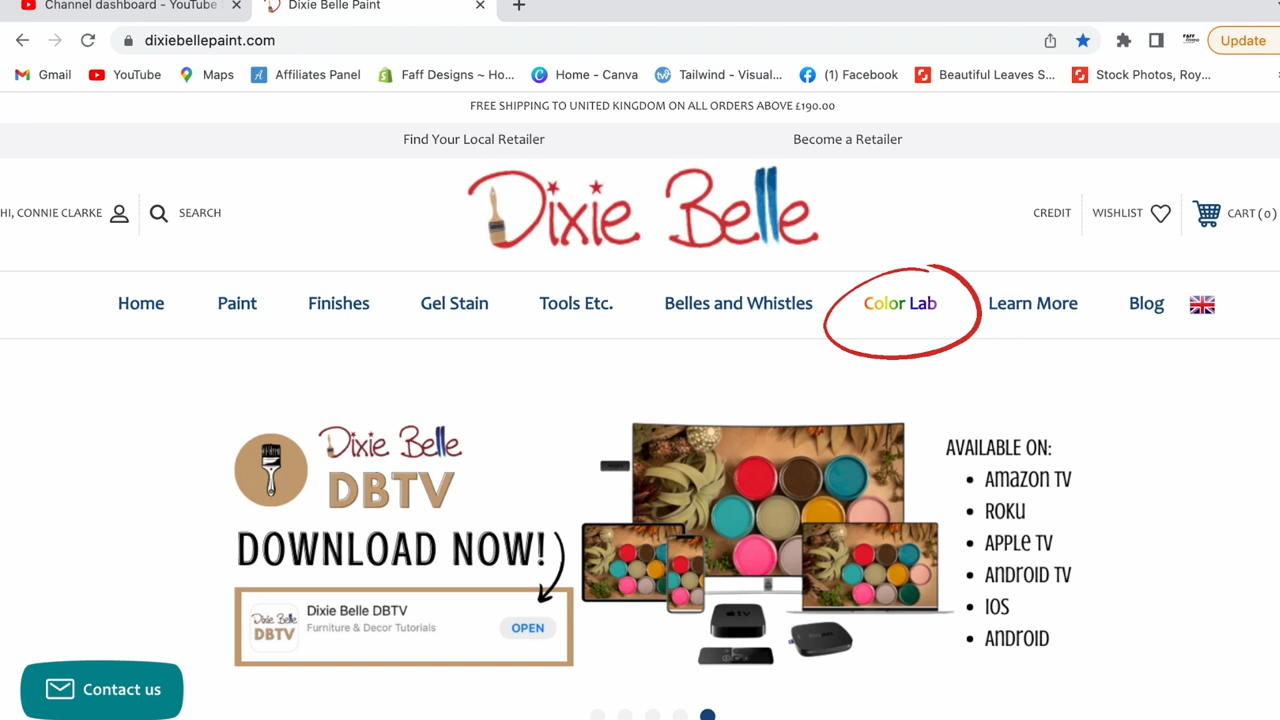 Channel dashboard - YouTube
Dixie Belle Paint
dixiebellepaint.com
Update
Gmail
YouTube
Maps
Affiliates Panel
Faff Designs ~ Ho...
Home - Canva
Tailwind - Visual...
(1) Facebook
Beautiful Leaves S...
Stock Photos, Roy...
FREE SHIPPING TO UNITED KINGDOM ON ALL ORDERS ABOVE £190.00
Find Your Local Retailer
Become a Retailer
HI, CONNIE CLARKE
SEARCH
Dixie Belle
CREDIT
WISHLIST
CART (0)
Home
Paint
Finishes
Gel Stain
Tools Etc.
Belles and Whistles
Color Lab
Learn More
Blog
Dixie Belle
DBTV
DOWNLOAD NOW!
Dixie Belle
DBTV
Dixie Belle DBTV
Furniture & Decor Tutorials
OPEN
AVAILABLE ON:
• Amazon TV
• ROKU
• APPLE TV
• ANDROID TV
• IOS
• ANDROID
tv
Contact us